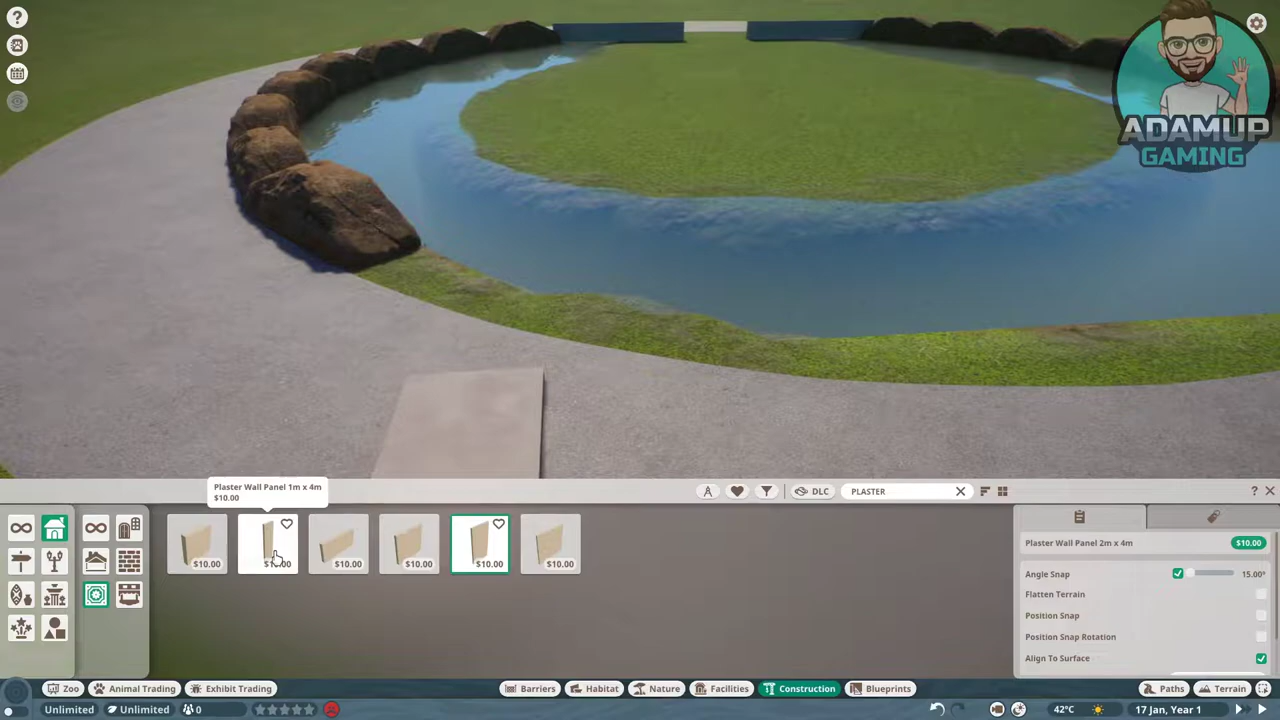 ?
ADAMUP
GAMING
Plaster Wall Panel 1m x 4m
$10.00
DLC
PLASTER
?
$10.00
$10.00
$10.00
$10.00
$10.00
Plaster Wall Panel 2m x 4m
$10.00
Angle Snap
15.00°
Flatten Terrain
Position Snap
Position Snap Rotation
Align To Surface
Zoo
Animal Trading
Exhibit Trading
Barriers
Habitat
Nature
Facilities
Construction
Blueprints
Paths
Terrain
Unlimited
Unlimited
0
42°C
17 Jan, Year 1